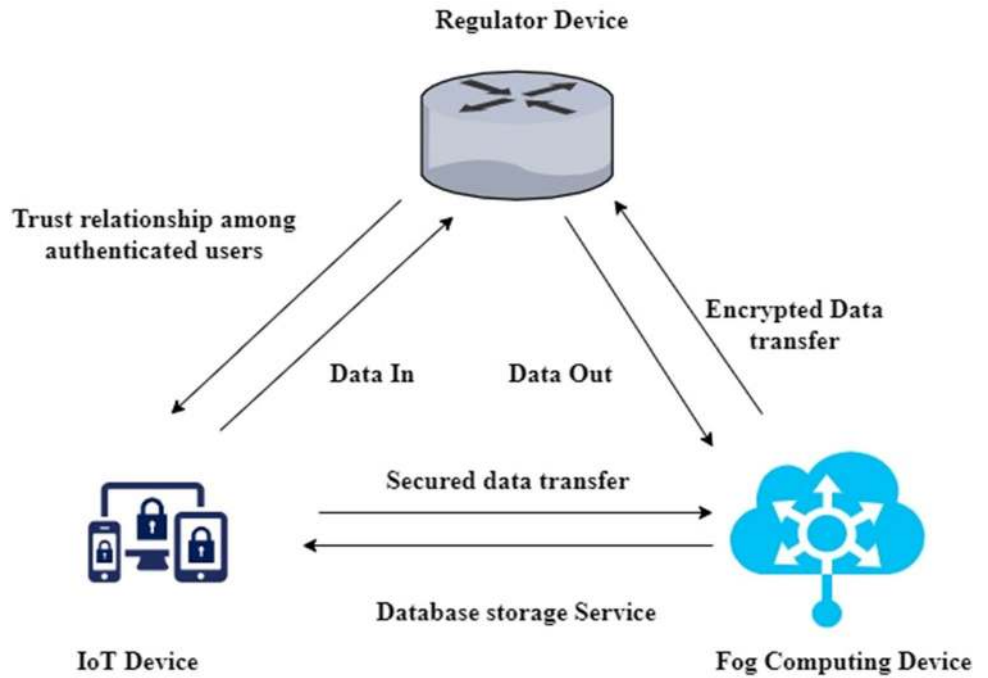 Regulator Device
Trust relationship among
authenticated users
Encrypted Data
transfer
Data In
Data Out
Secured data transfer
Database storage Service
IoT Device
Fog Computing Device